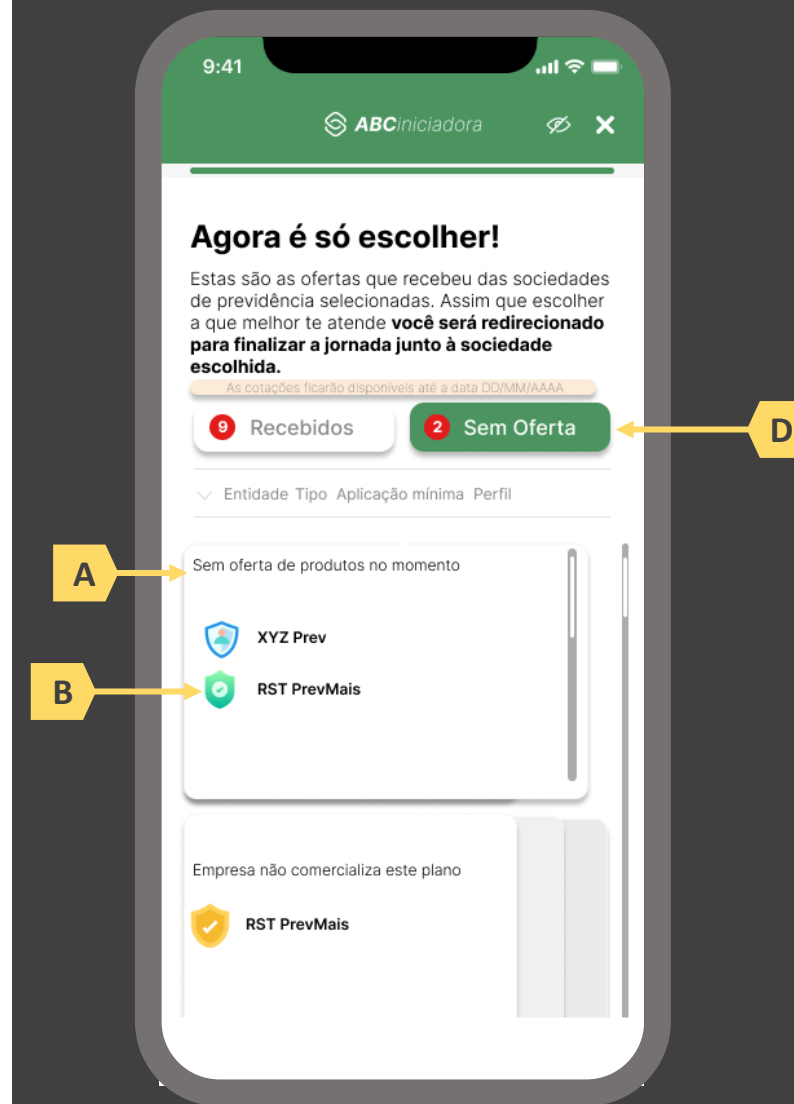 9:41
ABCiniciadora
Agora é só escolher!
Estas são as ofertas que recebeu das sociedades
de previdência selecionadas. Assim que escolher
a que melhor te atende você será redirecionado
para finalizar a jornada junto à sociedade
escolhida.
As cotações ficarão disponíveis até a data DD/MM/AAAA
9 Recebidos
2 Sem Oferta
D
Entidade Tipo Aplicação mínima Perfil
A
Sem oferta de produtos no momento
XYZ Prev
B
RST PrevMais
Empresa não comercializa este plano
RST PrevMais